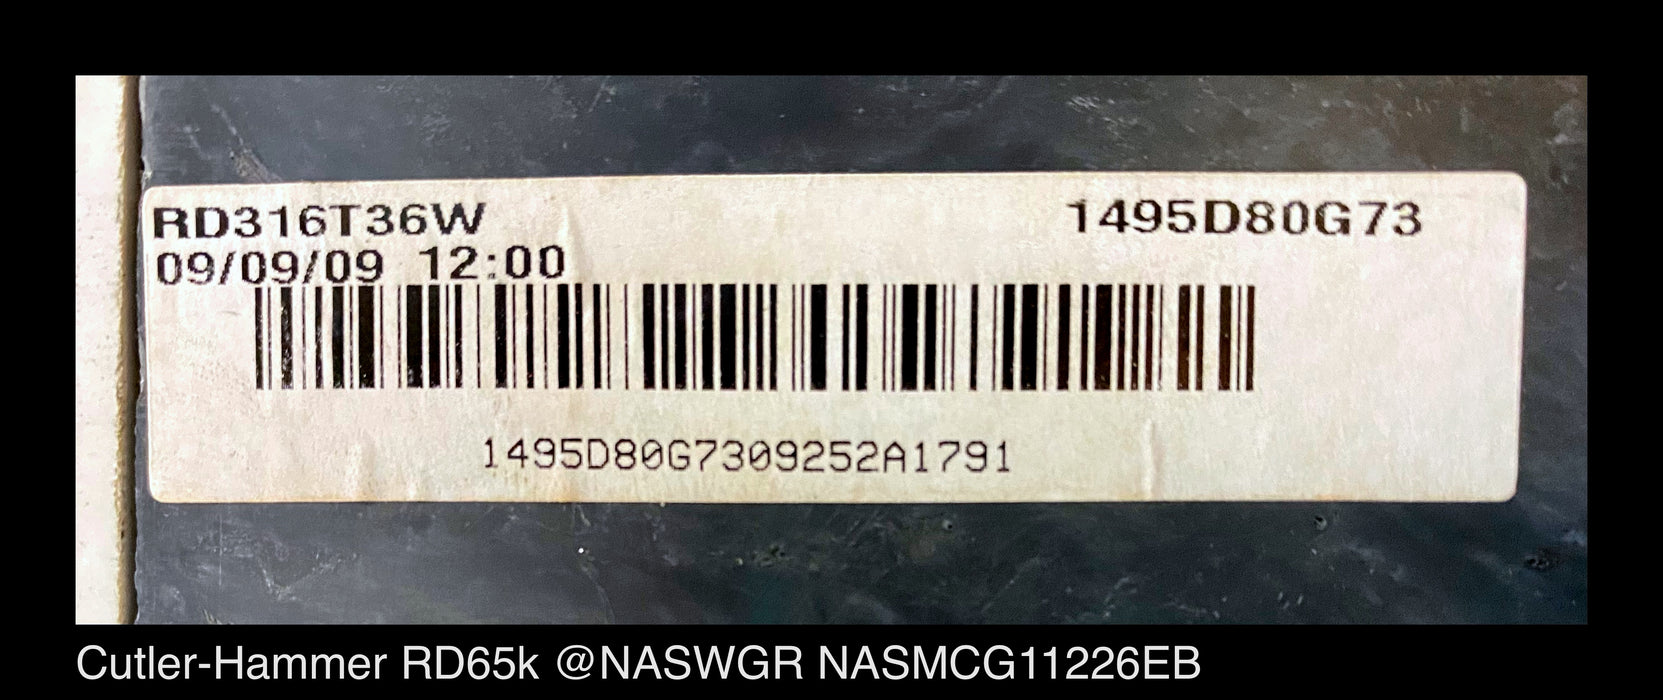 RD316T36W 1495D80G73
09/09/09 12:00
1495D80G7309252A1791
Cutler-Hammer RD65k @NASWGR NASMCG11226EB